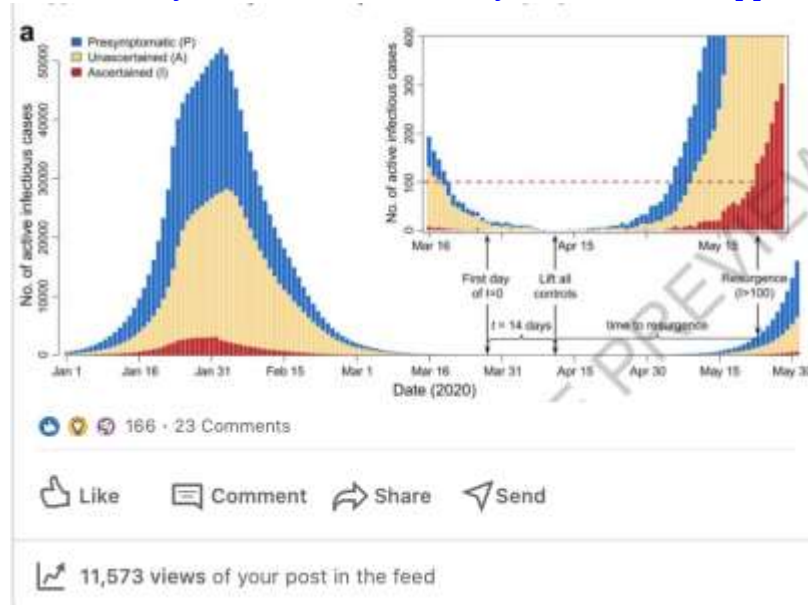 a
Presymptomatic (P)
Unascertained (A)
Ascertained (I)
No. of active infectious cases
50000
40000
30000
20000
10000
0
Jan 1 Jan 16 Jan 31 Feb 15 Mar 1 Mar 16 Mar 31 Apr 15 Apr 30 May 15 May 30
Date (2020)
No. of active infectious cases
400
300
200
100
0
Mar 16 Apr 15 May 15
First day
of I=0
Lift all
controls
Resurgence
(I>100)
t = 14 days
time to resurgence
E PREVIEW
166 · 23 Comments
Like Comment Share Send
11,573 views of your post in the feed